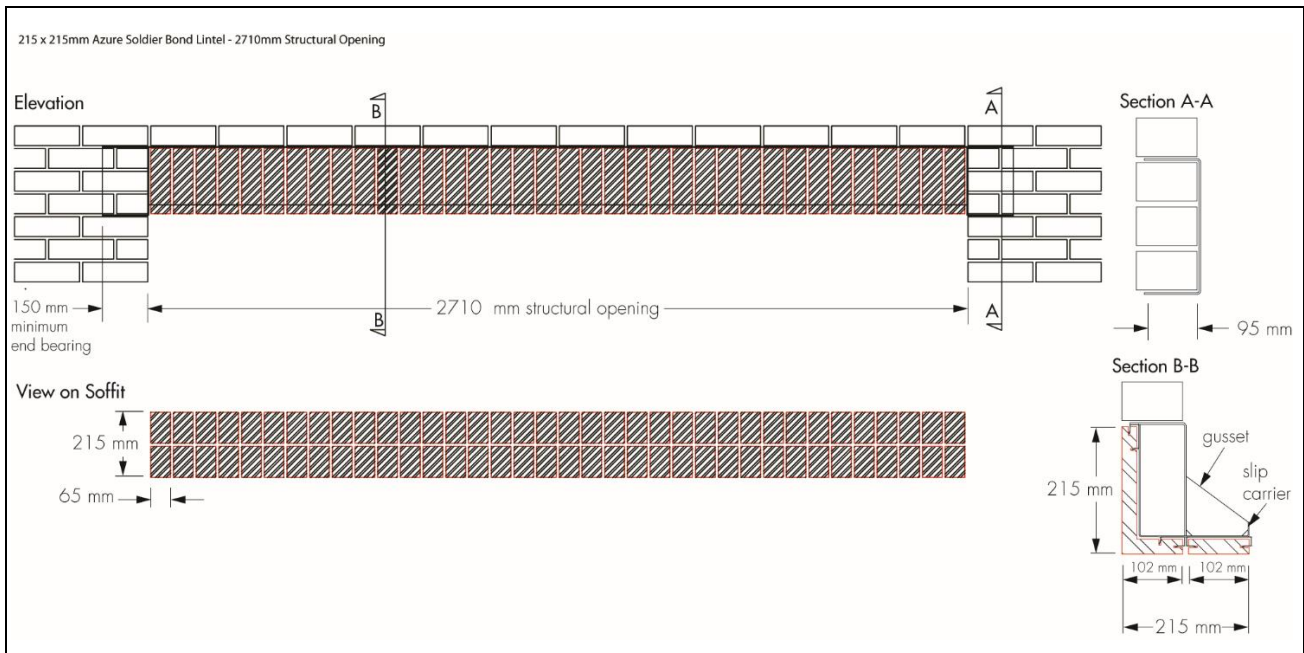 215 x 215mm Azure Soldier Bond Lintel - 2710mm Structural Opening
Elevation
B
A
Section A-A
150 mm
minimum
end bearing
2710 mm structural opening
B
A
95 mm
View on Soffit
215 mm
65 mm
Section B-B
gusset
slip
carrier
215 mm
102 mm
102 mm
215 mm